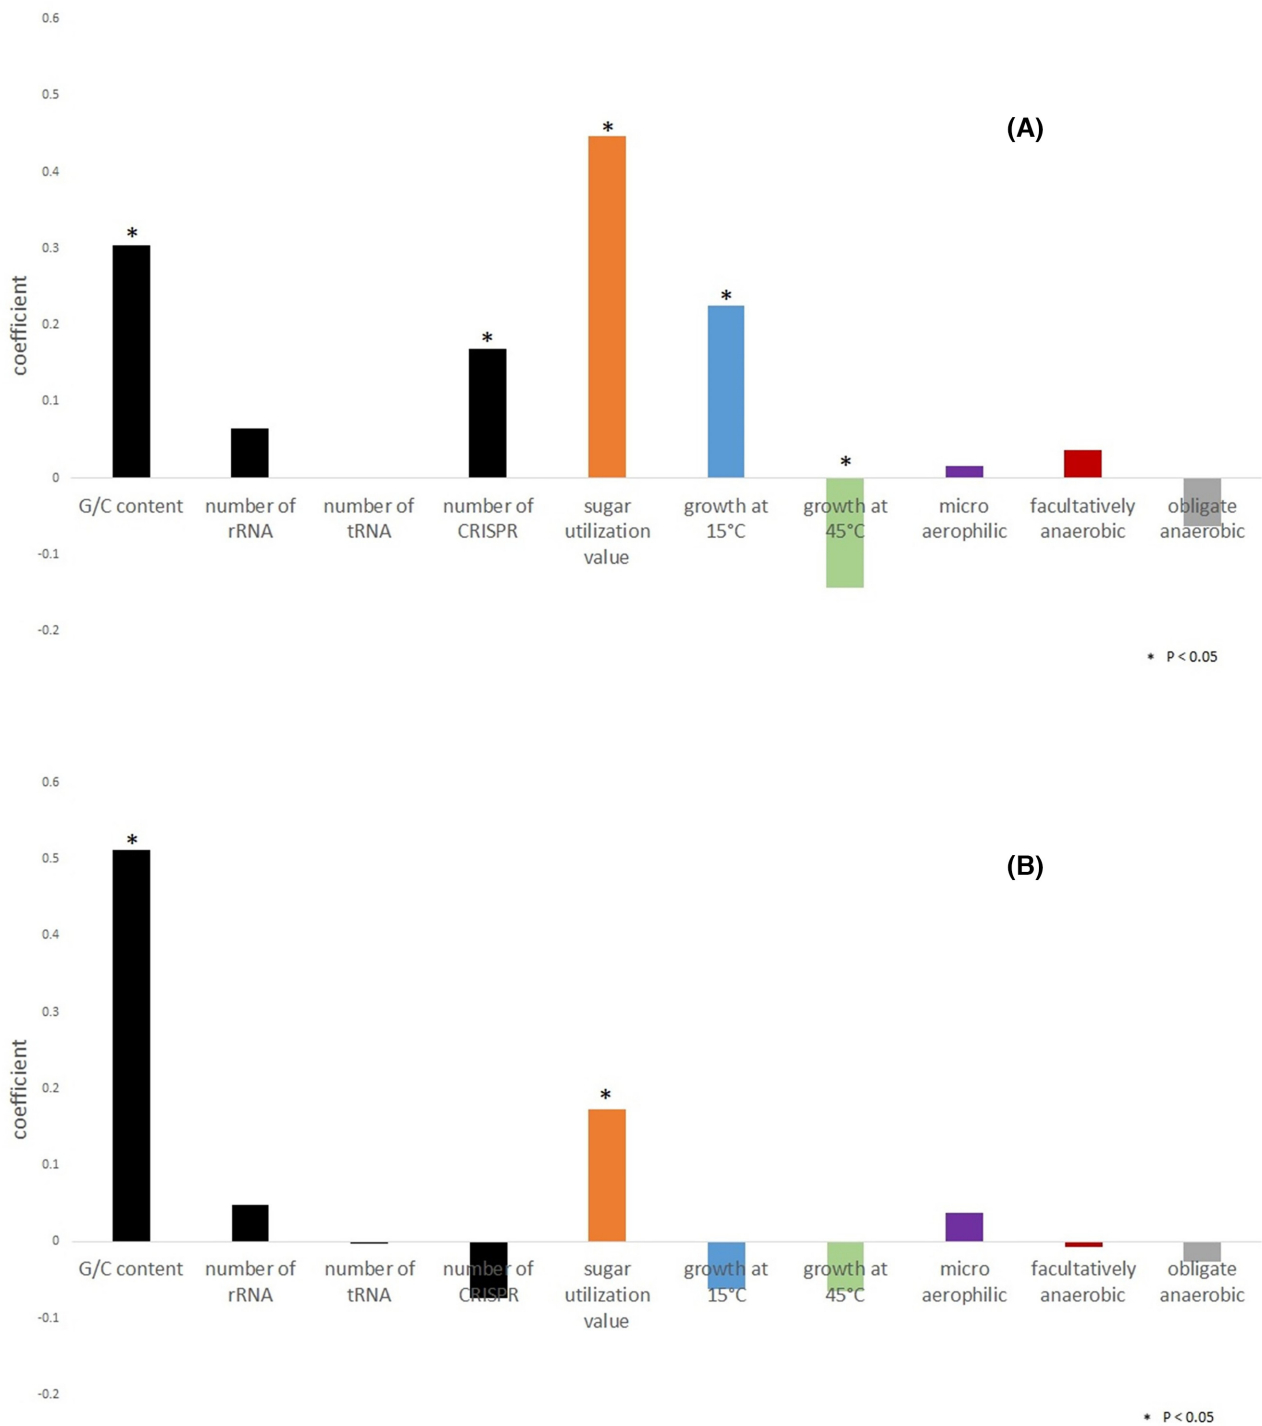 0.6
0.5
(A)
*
*
0.4
0.3
*
*
*
0.2
coefficient
0.1
*
0
G/C content number of number of number of sugar growth at growth at micro facultatively obligate
rRNA tRNA CRISPR utilization 15°C 45°C aerophilic anaerobic anaerobic
value
-0.1
-0.2
* P < 0.05
0.6
*
0.5
(B)
0.4
0.3
coefficient
0.2
*
0.1
0
G/C content number of number of number of sugar growth at growth at micro facultatively obligate
rRNA tRNA CRISPR utilization 15°C 45°C aerophilic anaerobic anaerobic
value
-0.1
-0.2
* P < 0.05